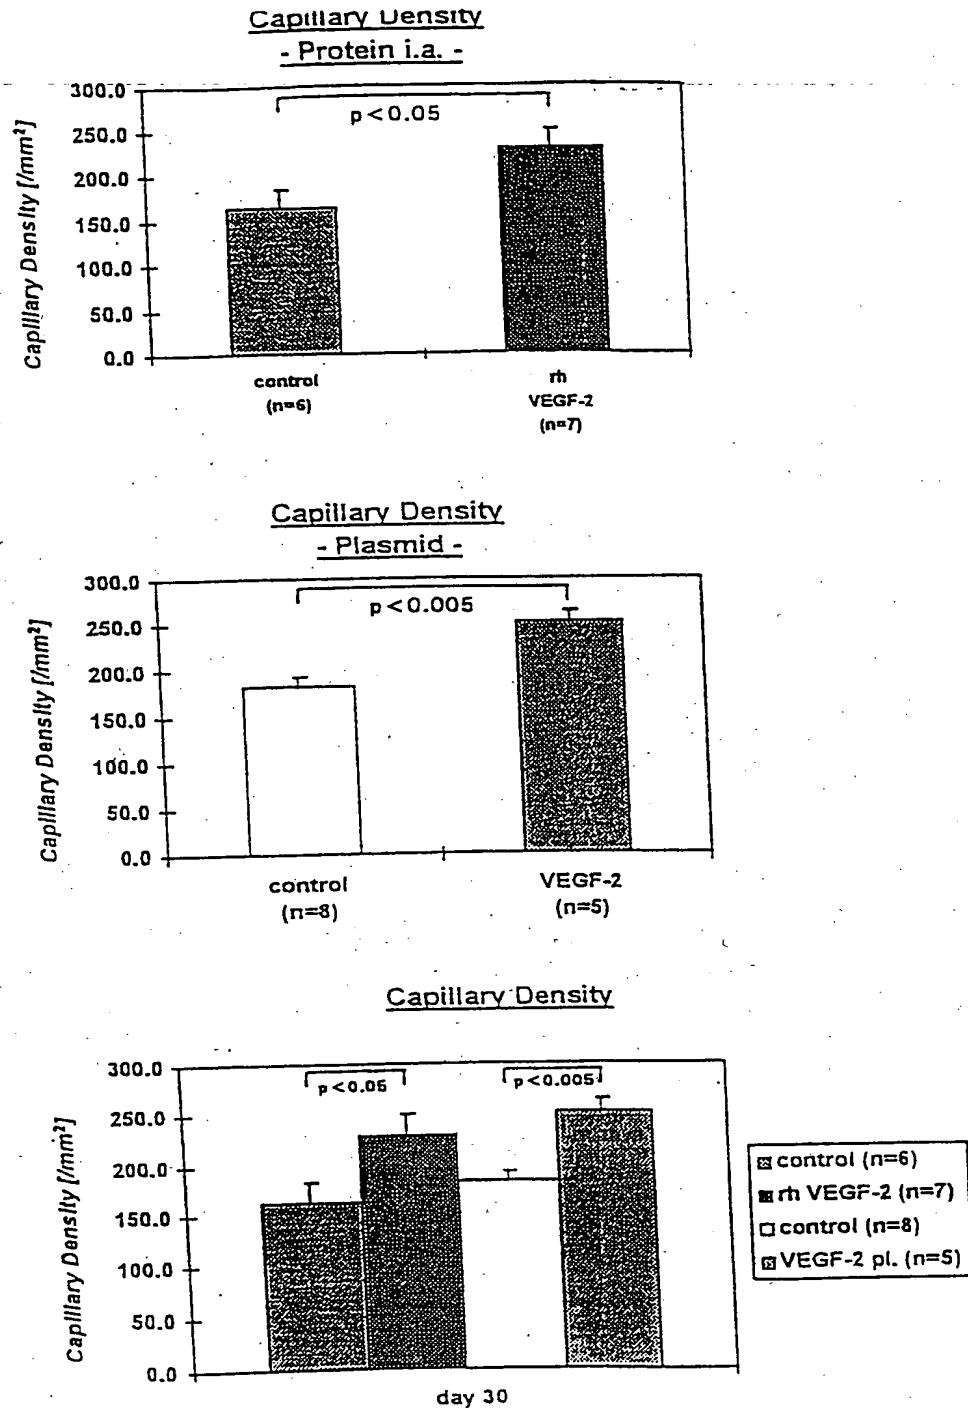 Capillary Density
- Protein i.a. -
300.0
250.0
200.0
150.0
100.0
50.0
0.0
Capillary Density [/mm²]
p<0.05
control
(n=6)
rh
VEGF-2
(n=7)
Capillary Density
- Plasmid -
300.0
250.0
200.0
150.0
100.0
50.0
0.0
Capillary Density [/mm²]
p<0.005
control
(n=8)
VEGF-2
(n=5)
Capillary Density
300.0
250.0
200.0
150.0
100.0
50.0
0.0
Capillary Density [/mm²]
p<0.05
p<0.005
day 30
control (n=6)
rh VEGF-2 (n=7)
control (n=8)
VEGF-2 pl. (n=5)